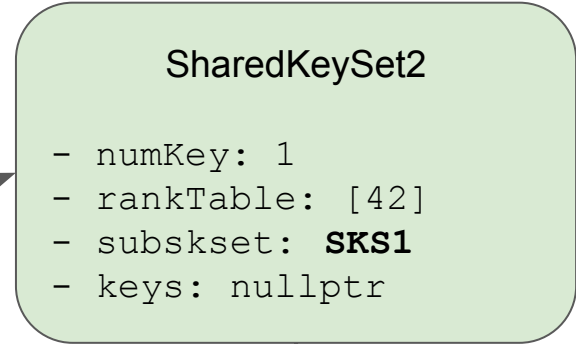 SharedKeySet2
- numKey: 1
- rankTable: [42]
- subskset: SKS1
- keys: nullptr